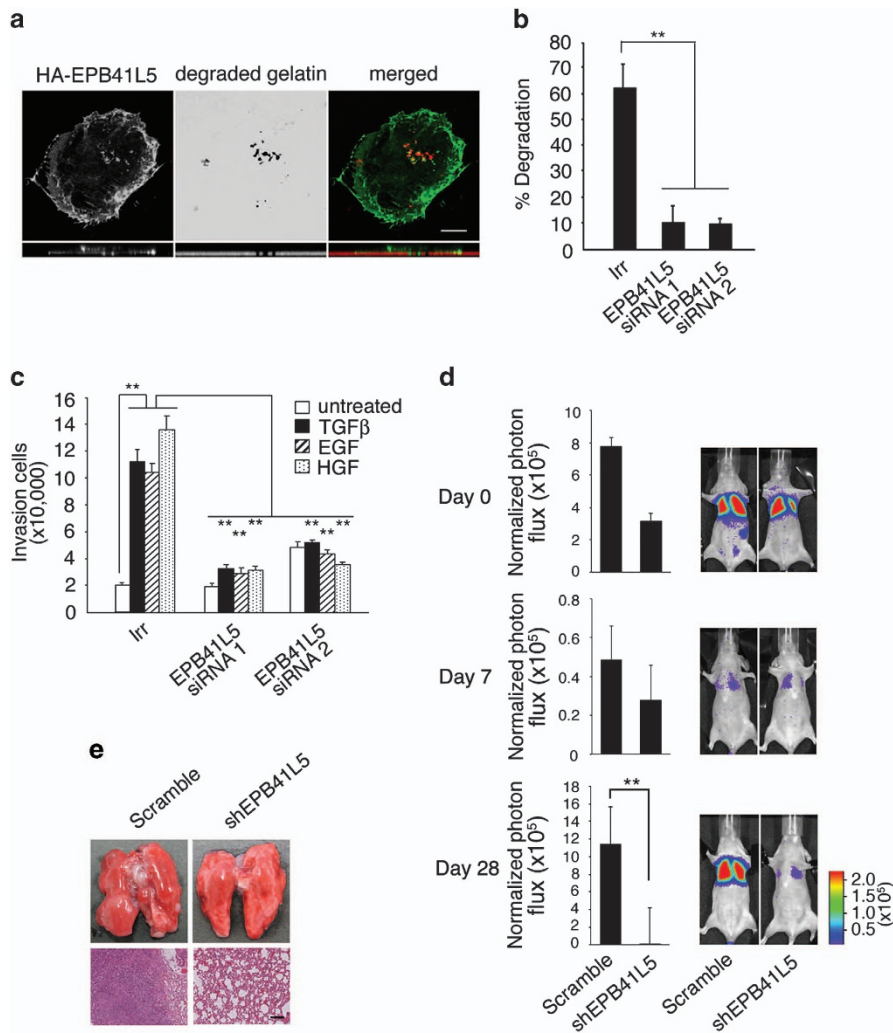 a
HA-EPB41L5 degraded gelatin merged
b
% Degradation
80
70
60
50
40
30
20
10
0
**
Irr
EPB41L5 siRNA 1
EPB41L5 siRNA 2
c
Invasion cells
(x10,000)
16
14
12
10
8
6
4
2
0
**
untreated
TGFβ
EGF
HGF
** ** **
** ** **
Irr
EPB41L5 siRNA 1
EPB41L5 siRNA 2
d
Day 0
Normalized photon
flux (x10⁵)
10
8
6
4
2
0
Day 7
Normalized photon
flux (x10⁵)
0.8
0.6
0.4
0.2
0
Day 28
Normalized photon
flux (x10⁵)
18
16
14
12
10
8
6
4
2
0
**
2.0
1.5
1.0
0.5
(x10⁵)
Scramble
shEPB41L5
Scramble
shEPB41L5
e
Scramble
shEPB41L5